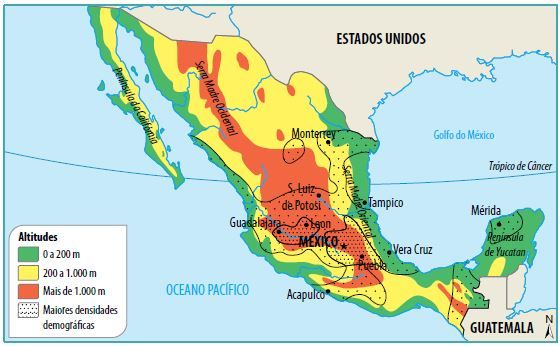 ESTADOS UNIDOS
Península da Califórnia
Serra Madre Ocidental
Monterrey
Golfo do México
Trópico de Câncer
S. Luiz
de Potosi
Serra Madre Oriental
Tampico
Mérida
Guadalajara
Leon
Península
de Yucatán
MÉXICO
Vera Cruz
Puebla
Altitudes
0 a 200 m
200 a 1.000 m
Mais de 1.000 m
Maiores densidades
demográficas
OCEANO PACÍFICO
Acapulco
GUATEMALA
N